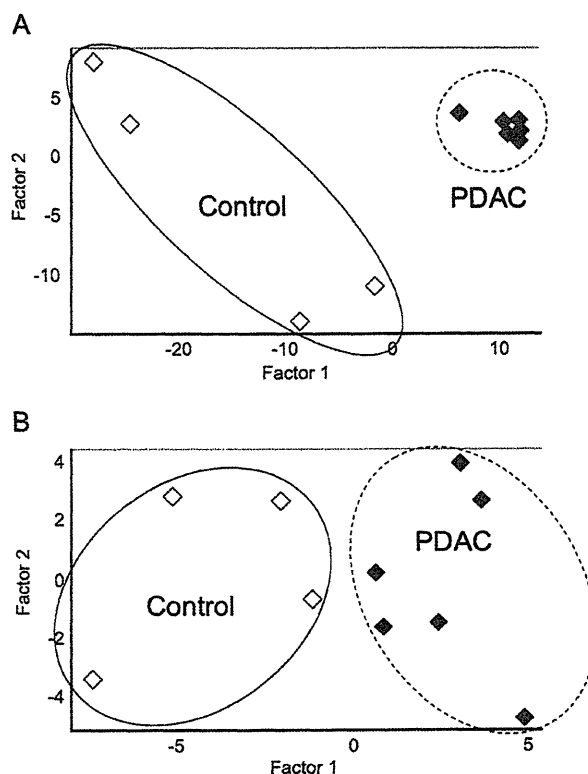 A
5
0
-5
-10
Factor 2
Control
PDAC
-20 -10 0 10
Factor 1
B
4
2
0
-2
-4
Factor 2
Control
PDAC
-5 0 5
Factor 1